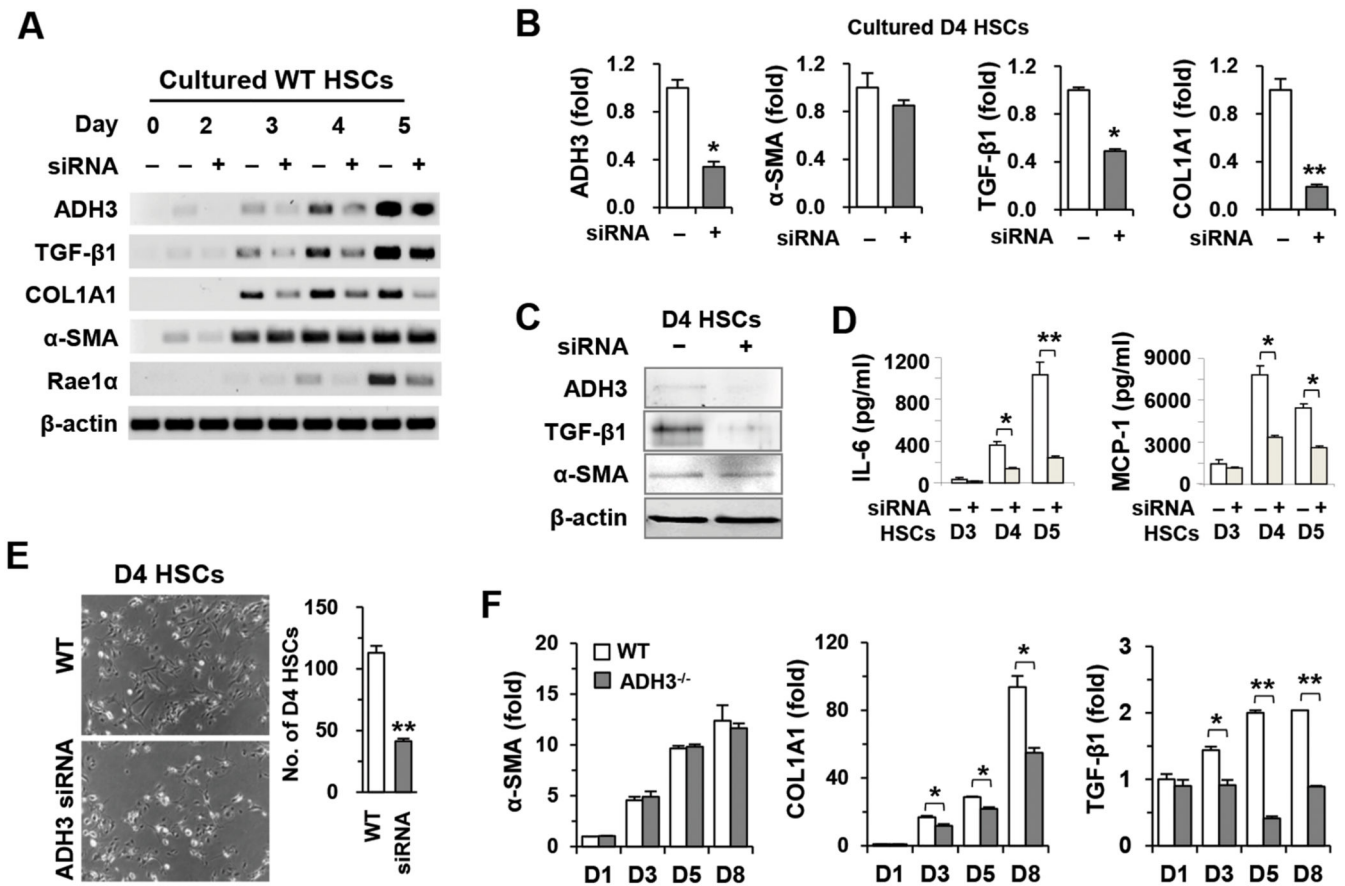 A
Cultured WT HSCs
Day 0 2 3 4 5
siRNA – – + – + – + – +
ADH3
TGF-β1
COL1A1
α-SMA
Rae1α
β-actin
B
Cultured D4 HSCs
ADH3 (fold)
1.2
0.8
0.4
0.0
*
siRNA – +
α-SMA (fold)
1.2
0.8
0.4
0.0
siRNA – +
TGF-β1 (fold)
1.2
0.8
0.4
0.0
*
siRNA – +
COL1A1 (fold)
1.2
0.8
0.4
0.0
**
siRNA – +
C
D4 HSCs
siRNA – +
ADH3
TGF-β1
α-SMA
β-actin
D
IL-6 (pg/ml)
1200
800
400
0
* **
siRNA – + – + – +
HSCs D3 D4 D5
MCP-1 (pg/ml)
9000
6000
3000
0
* *
siRNA – + – + – +
HSCs D3 D4 D5
E
D4 HSCs
WT
ADH3 siRNA
No. of D4 HSCs
150
100
50
0
**
WT siRNA
F
α-SMA (fold)
20
15
10
5
0
WT
ADH3-/-
D1 D3 D5 D8
COL1A1 (fold)
120
80
40
0
* * *
D1 D3 D5 D8
TGF-β1 (fold)
3
2
1
0
* ** **
D1 D3 D5 D8